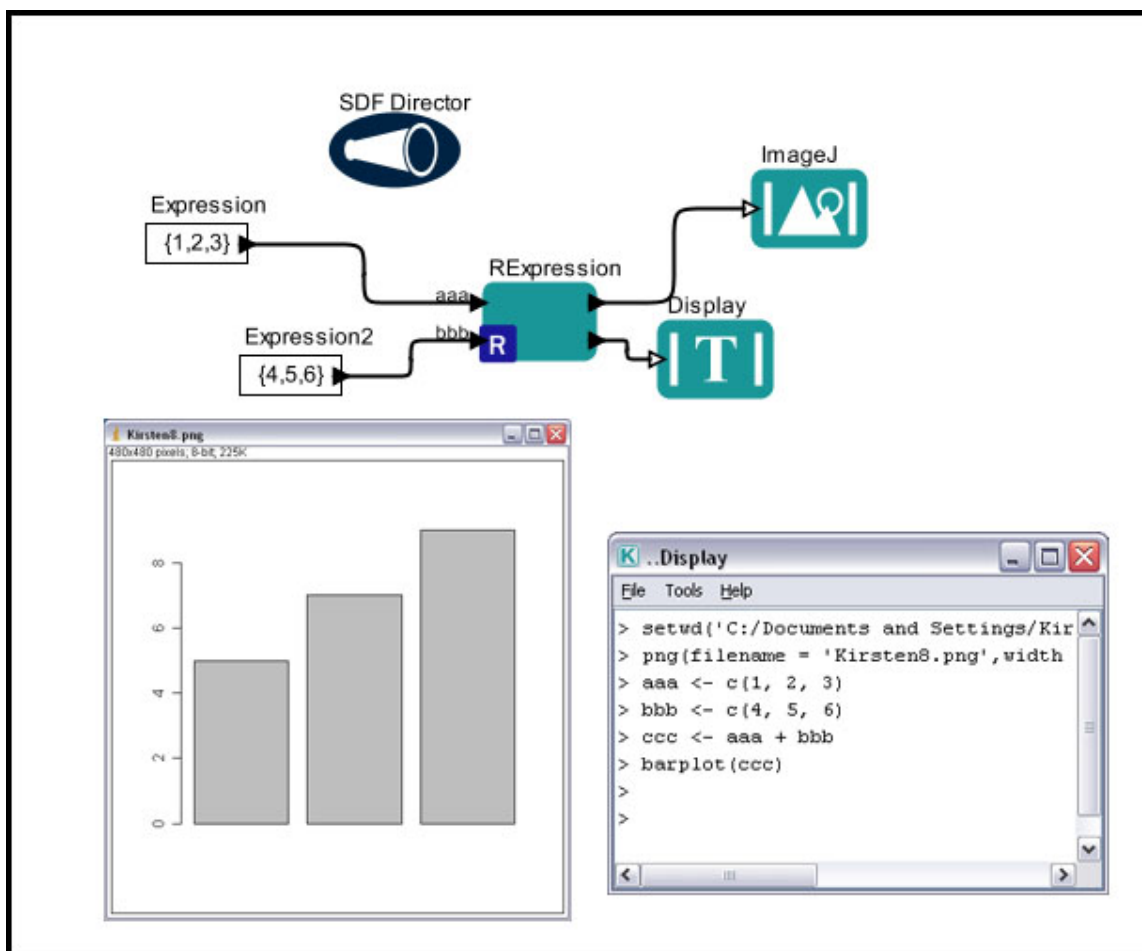 SDF Director
ImageJ
Expression
{1,2,3}
RExpression
aaa
Display
Expression2
bbb
R
T
{4,5,6}
Kirsten8.png
480x480 pixels; 8-bit; 225K
8
6
4
2
0
K ..Display
File Tools Help
> setwd('C:/Documents and Settings/Kir
> png(filename = 'Kirsten8.png',width
> aaa <- c(1, 2, 3)
> bbb <- c(4, 5, 6)
> ccc <- aaa + bbb
> barplot(ccc)
>
>